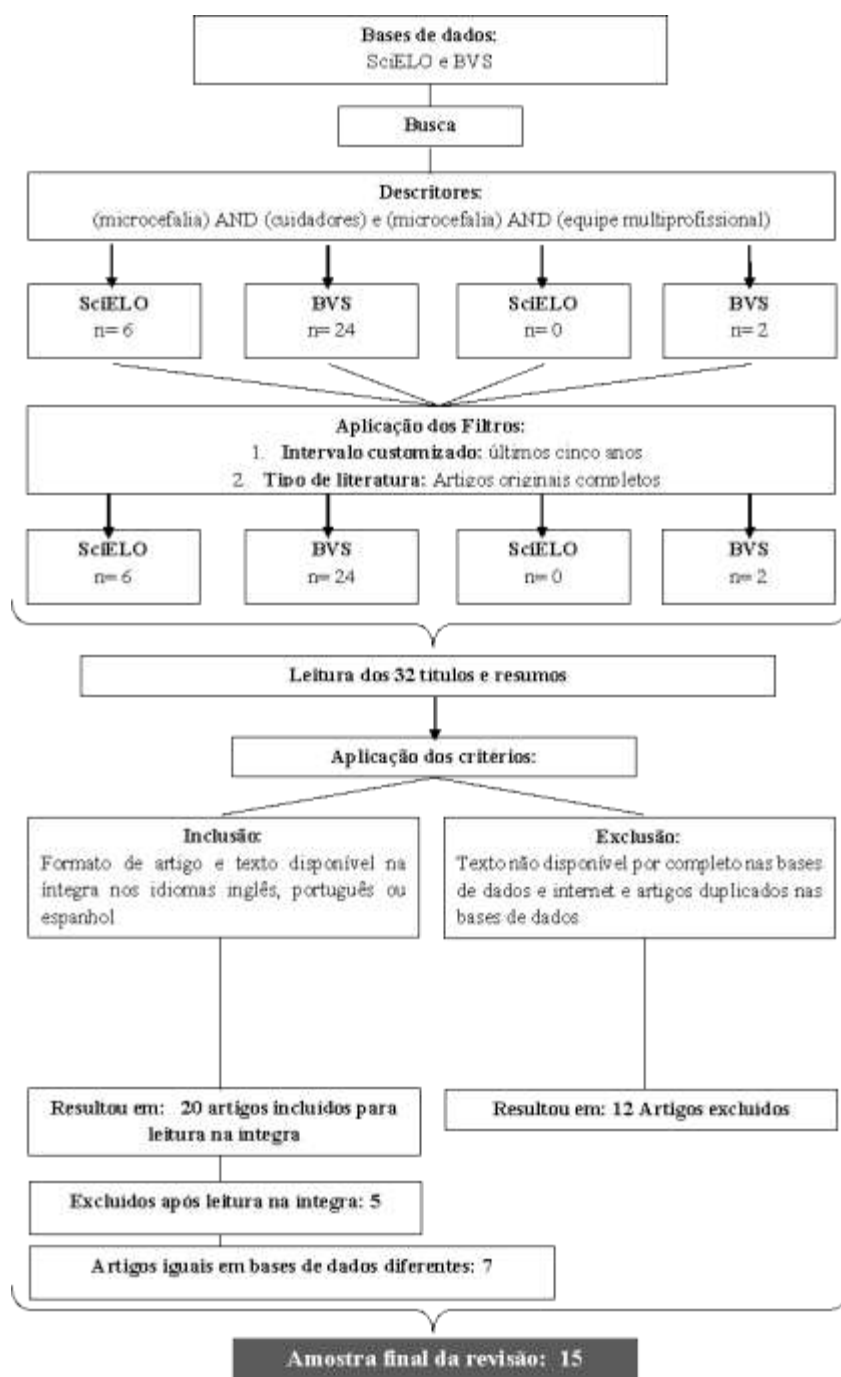 Bases de dados:
SciELO e BVS
Busca
Descritores:
(microcefalia) AND (cuidadores) e (microcefalia) AND (equipe multiprofissional)
SciELO
n= 6
BVS
n= 24
SciELO
n= 0
BVS
n= 2
Aplicação dos Filtros:
1. Intervalo customizado: últimos cinco anos
2. Tipo de literatura: Artigos originais completos
SciELO
n= 6
BVS
n= 24
SciELO
n= 0
BVS
n= 2
Leitura dos 32 títulos e resumos
Aplicação dos critérios:
Inclusão:
Formato de artigo e texto disponível na
íntegra nos idiomas inglês, português ou
espanhol
Exclusão:
Texto não disponível por completo nas bases
de dados e internet e artigos duplicados nas
bases de dados
Resultou em: 20 artigos incluídos para
leitura na íntegra
Resultou em: 12 Artigos excluídos
Excluídos após leitura na íntegra: 5
Artigos iguais em bases de dados diferentes: 7
Amostra final da revisão: 15